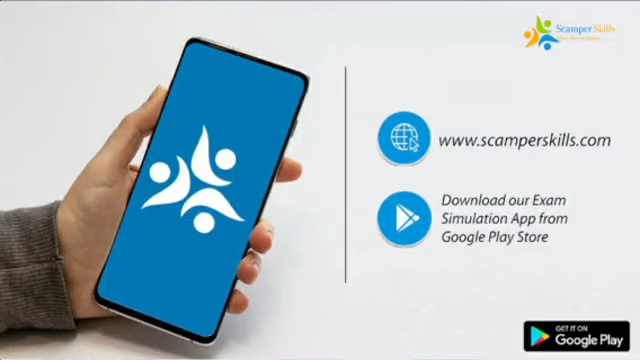 Scamper Skills
www.scamperskills.com
Download our Exam
Simulation App from
Google Play Store
GET IT ON
Google Play